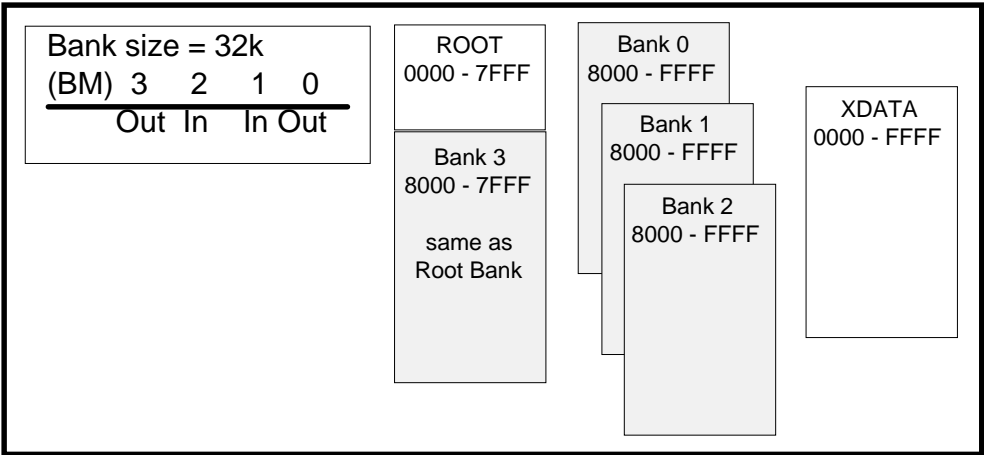 Bank size = 32k
(BM) 3 2 1 0
Out In In Out
ROOT
0000 - 7FFF
Bank 3
8000 - 7FFF
same as
Root Bank
Bank 0
8000 - FFFF
Bank 1
8000 - FFFF
Bank 2
8000 - FFFF
XDATA
0000 - FFFF